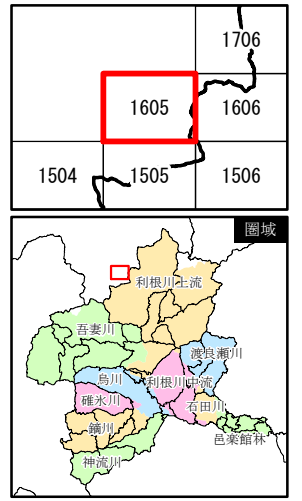 1706
1605
1606
1504
1505
1506
圏域
利根川上流
吾妻川
渡良瀬川
烏川
利根川中流
碓氷川
石田川
鏑川
邑楽館林
神流川